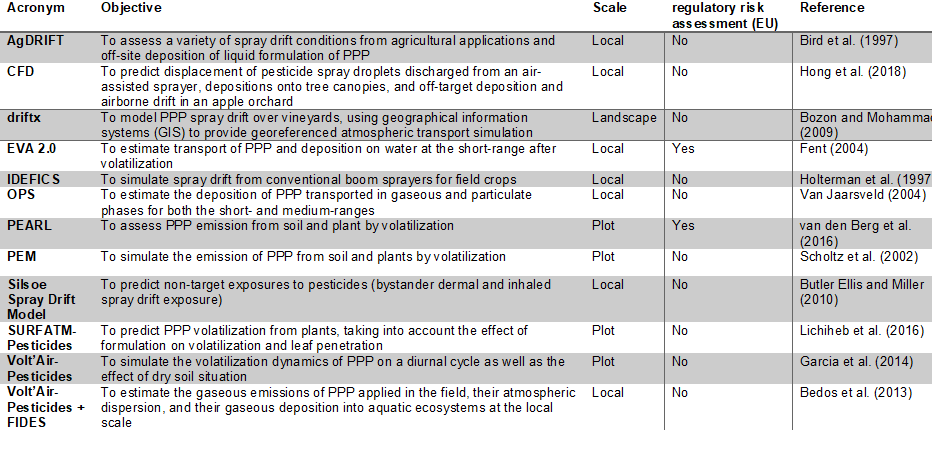 Acronym Objective Scale regulatory risk Reference
assessment (EU)
AgDRIFT To assess a variety of spray drift conditions from agricultural applications and Local No Bird et al. (1997)
off-site deposition of liquid formulation of PPP
CFD To predict displacement of pesticide spray droplets discharged from an air- Local No Hong et al. (2018)
assisted sprayer, depositions onto tree canopies, and off-target deposition and
airborne drift in an apple orchard
driftx To model PPP spray drift over vineyards, using geographical information Landscape No Bozon and
systems (GIS) to provide georeferenced atmospheric transport simulation (2009)
EVA 2.0 To estimate transport of PPP and deposition on water at the short-range after Local Yes Fent (2004)
volatilization
IDEFICS To simulate spray drift from conventional boom sprayers for field crops Local No Holterman et al. (1997
OPS To estimate the deposition of PPP transported in gaseous and particulate Local No Van Jaarsveld (2004)
phases for both the short- and medium-ranges
PEARL To assess PPP emission from soil and plant by volatilization Plot Yes van den Berg et al.
(2016)
PEM To simulate the emission of PPP from soil and plants by volatilization Plot No Scholtz et al. (2002)
Silsoe To predict non-target exposures to pesticides (bystander dermal and inhaled Local No Butler Ellis and Miller
Spray Drift spray drift exposure) (2010)
Model
SURFATM- To predict PPP volatilization from plants, taking into account the effect of Plot No Lichiheb et al. (2016)
Pesticides formulation on volatilization and leaf penetration
Volt'Air- To simulate the volatilization dynamics of PPP on a diurnal cycle as well as the Plot No Garcia et al. (2014)
Pesticides effect of dry soil situation
Volt'Air- To estimate the gaseous emissions of PPP applied in the field, their atmospheric Local No Bedos et al. (2013)
Pesticides + dispersion, and their gaseous deposition into aquatic ecosystems at the local
FIDES scale